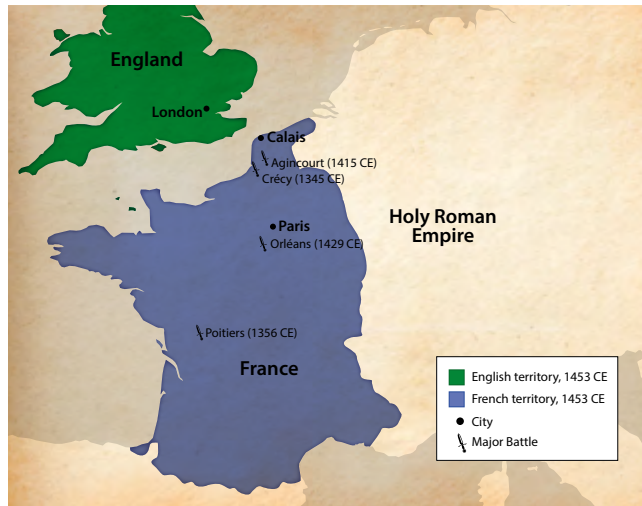 England
London
Calais
Agincourt (1415 CE)
Crécy (1345 CE)
Paris
Orléans (1429 CE)
Holy Roman
Empire
Poitiers (1356 CE)
France
English territory, 1453 CE
French territory, 1453 CE
City
Major Battle